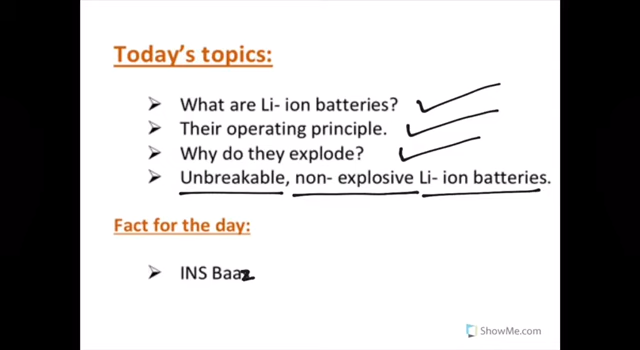 Today's topics:
What are Li- ion batteries?
Their operating principle.
Why do they explode?
Unbreakable, non- explosive Li- ion batteries.
Fact for the day:
INS Baaz
ShowMe.com